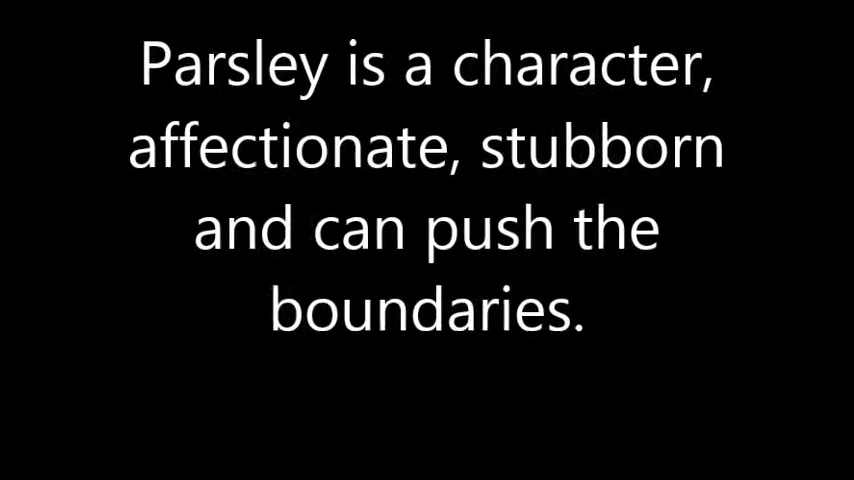 Parsley is a character,
affectionate, stubborn
and can push the
boundaries.